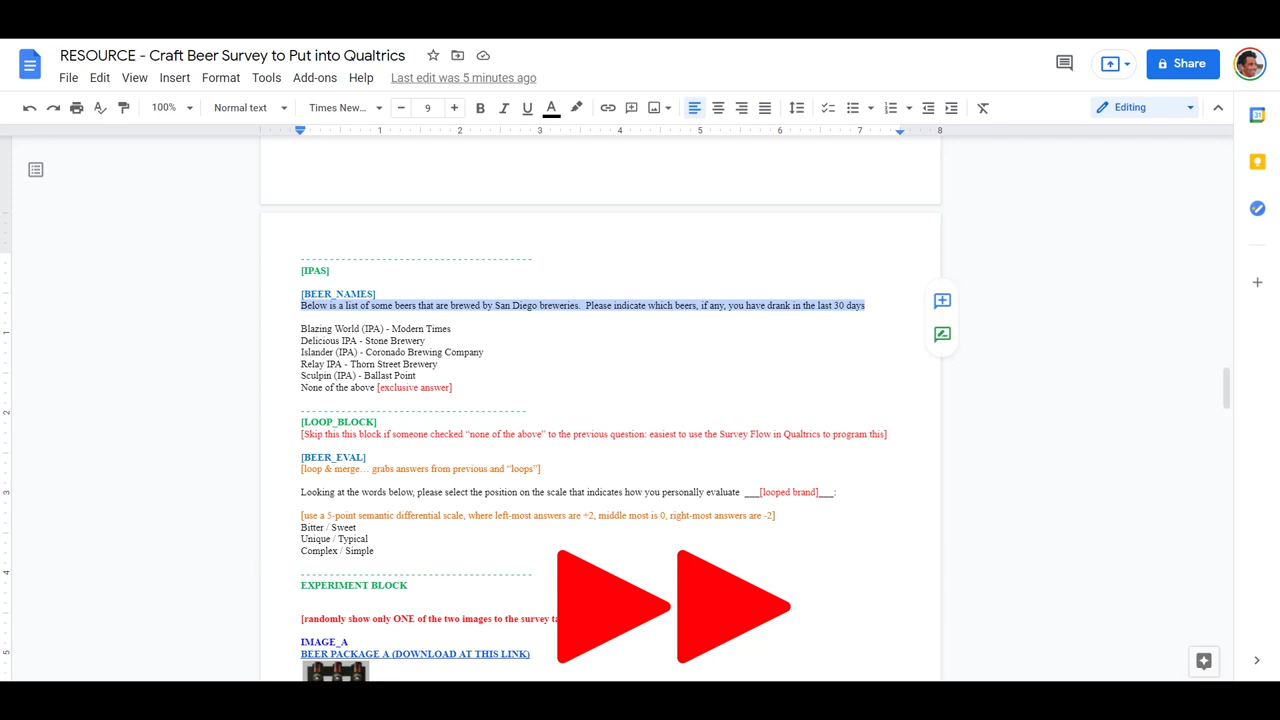 RESOURCE - Craft Beer Survey to Put into Qualtrics
File Edit View Insert Format Tools Add-ons Help Last edit was 5 minutes ago
Share
100% Normal text Times New... 9 B I U A Editing
1 2 3 4 5 6 7 8
[IPAS]
[BEER_NAMES]
Below is a list of some beers that are brewed by San Diego breweries. Please indicate which beers, if any, you have drank in the last 30 days
Blazing World (IPA) - Modern Times
Delicious IPA - Stone Brewery
Islander (IPA) - Coronado Brewing Company
Relay IPA - Thorn Street Brewery
Sculpin (IPA) - Ballast Point
None of the above [exclusive answer]
[LOOP_BLOCK]
[Skip this this block if someone checked “none of the above” to the previous question: easiest to use the Survey Flow in Qualtrics to program this]
[BEER_EVAL]
[loop & merge… grabs answers from previous and “loops”]
Looking at the words below, please select the position on the scale that indicates how you personally evaluate ___[looped brand]___:
[use a 5-point semantic differential scale, where left-most answers are +2, middle most is 0, right-most answers are -2]
Bitter / Sweet
Unique / Typical
Complex / Simple
EXPERIMENT BLOCK
[randomly show only ONE of the two images to the survey
IMAGE_A
BEER PACKAGE A (DOWNLOAD AT THIS LINK)